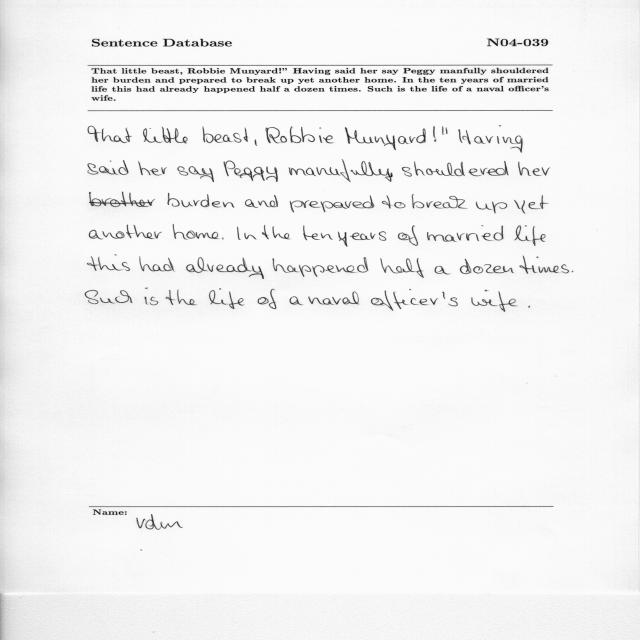 Sentence Database N04-039
That little beast, Robbie Munyard!" Having said her say Peggy manfully shouldered
her burden and prepared to break up yet another home. In the ten years of married
life this had already happened half a dozen times. Such is the life of a naval officer's
wife.
That little beast, Robbie Munyard!" Having
said her say Peggy manufully shouldered her
brother burden and prepared to break up yet
another home. In the ten years of married life
this had already happened half a dozen times.
Such is the life of a naval officer's wife.
Name:
vdm